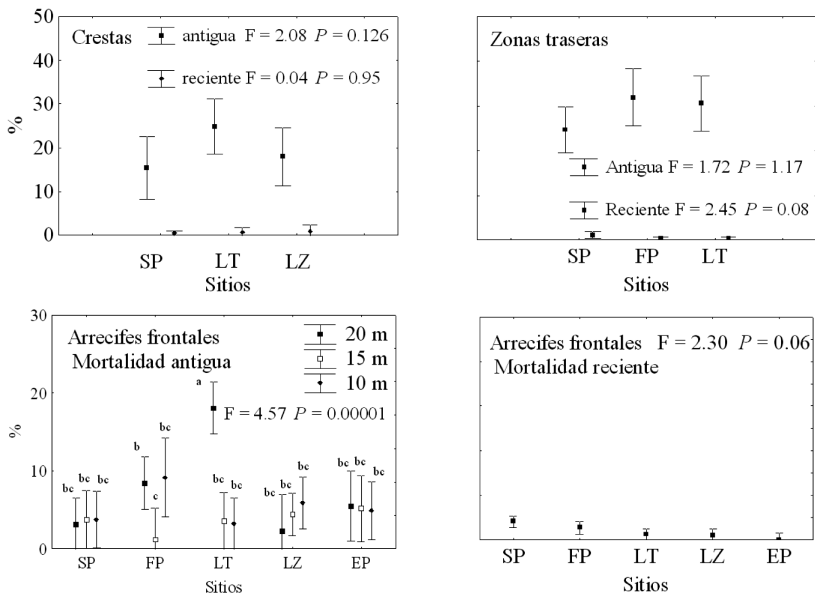 50
40
30
20
10
0
%
Crestas
antigua F = 2.08 P = 0.126
reciente F = 0.04 P = 0.95
SP LT LZ
Sitios
Zonas traseras
Antigua F = 1.72 P = 1.17
Reciente F = 2.45 P = 0.08
SP FP LT
Sitios
30
20
10
0
%
Arrecifes frontales
Mortalidad antigua
20 m
15 m
10 m
F = 4.57 P = 0.00001
a
bc bc bc b c bc bc bc bc bc bc bc bc bc
SP FP LT LZ EP
Sitios
Arrecifes frontales F = 2.30 P = 0.06
Mortalidad reciente
SP FP LT LZ EP
Sitios